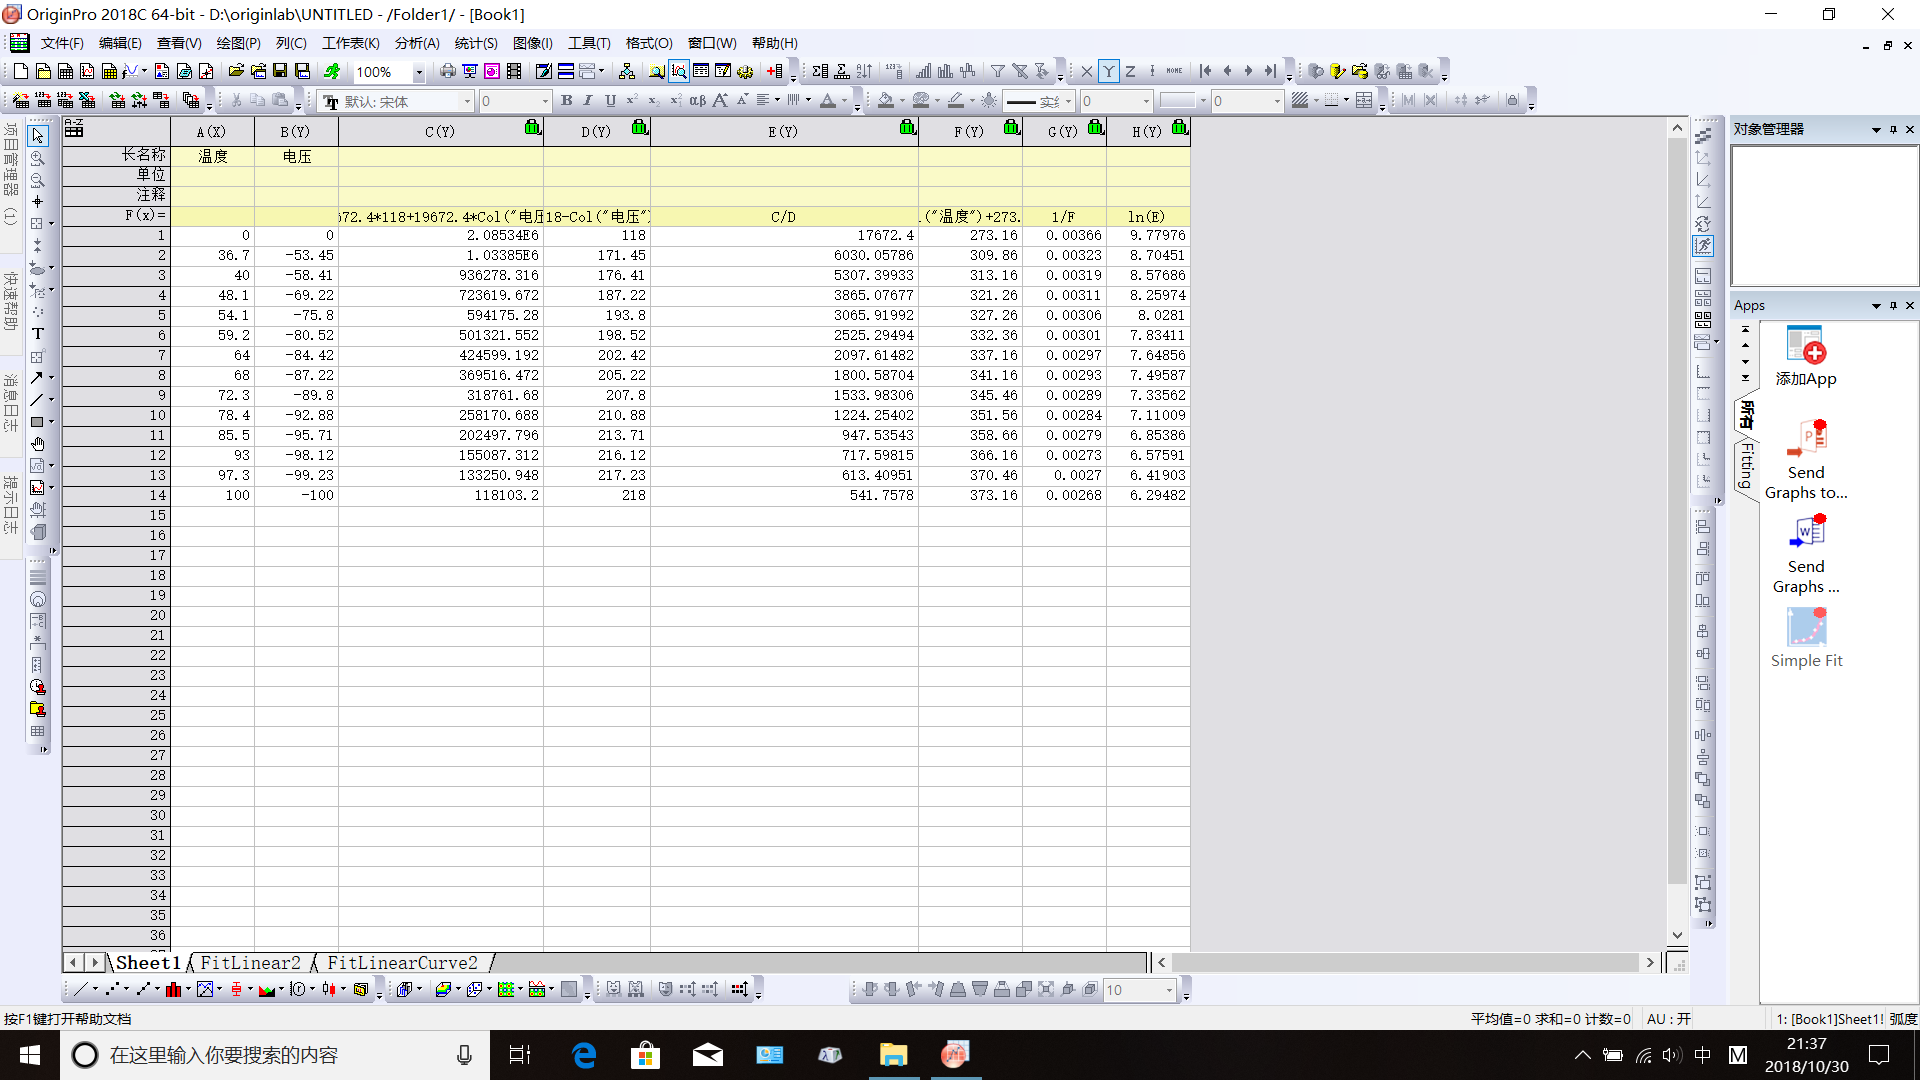 OriginPro 2018C 64-bit - D:\originlab\UNTITLED - /Folder1/ - [Book1]
文件(F) 编辑(E) 查看(V) 绘图(P) 列(C) 工作表(K) 分析(A) 统计(S) 图像(I) 工具(T) 格式(O) 窗口(W) 帮助(H)
100%
默认: 宋体 0 B I U 0 0
项目管理器 (1)
快速帮助
消息日志
提示日志
A(X) B(Y) C(Y) D(Y) E(Y) F(Y) G(Y) H(Y)
长名称 温度 电压
单位
注释
F(x)= 672.4*118+19672.4*Col("电压 18-Col("电压") C/D ("温度")+273. 1/F ln(E)
1 0 0 2.08534E6 118 17672.4 273.16 0.00366 9.77976
2 36.7 -53.45 1.03385E6 171.45 6030.05786 309.86 0.00323 8.70451
3 40 -58.41 936278.316 176.41 5307.39933 313.16 0.00319 8.57686
4 48.1 -69.22 723619.672 187.22 3865.07677 321.26 0.00311 8.25974
5 54.1 -75.8 594175.28 193.8 3065.91992 327.26 0.00306 8.0281
6 59.2 -80.52 501321.552 198.52 2525.29494 332.36 0.00301 7.83411
7 64 -84.42 424599.192 202.42 2097.61482 337.16 0.00297 7.64856
8 68 -87.22 369516.472 205.22 1800.58704 341.16 0.00293 7.49587
9 72.3 -89.8 318761.68 207.8 1533.98306 345.46 0.00289 7.33562
10 78.4 -92.88 258170.688 210.88 1224.25402 351.56 0.00284 7.11009
11 85.5 -95.71 202497.796 213.71 947.53543 358.66 0.00279 6.85386
12 93 -98.12 155087.312 216.12 717.59815 366.16 0.00273 6.57591
13 97.3 -99.23 133250.948 217.23 613.40951 370.46 0.0027 6.41903
14 100 -100 118103.2 218 541.7578 373.16 0.00268 6.29482
15
16
17
18
19
20
21
22
23
24
25
26
27
28
29
30
31
32
33
34
35
36
Sheet1 FitLinear2 FitLinearCurve2
10
对象管理器
Apps
所有
Fitting
添加App
Send
Graphs to...
Send
Graphs ...
Simple Fit
按F1键打开帮助文档 平均值=0 求和=0 计数=0 AU : 开 1: [Book1]Sheet1! 弧度
在这里输入你要搜索的内容
中 M
21:37
2018/10/30